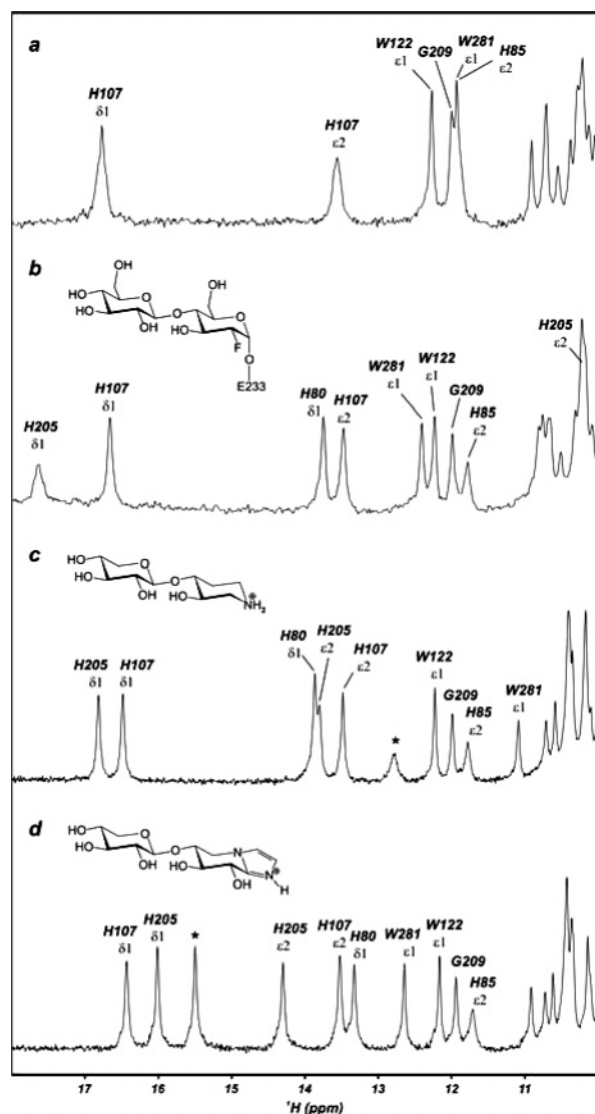 a
W122
ε1
G209
W281
ε1
H85
ε2
H107
δ1
H107
ε2
b
OH
HO
HO
OH
O
O
OH
O
HO
F
O
E233
H205
δ1
H107
δ1
H80
δ1
H107
ε2
W281
ε1
W122
ε1
G209
H85
ε2
H205
ε2
c
HO
HO
OH
O
O
HO
NH2
⊕
H205
δ1
H107
δ1
H80
δ1
H205
ε2
H107
ε2
*
W122
ε1
G209
H85
ε2
W281
ε1
d
HO
HO
OH
O
O
HO
OH
N
N
⊕
H
H107
δ1
H205
δ1
*
H205
ε2
H107
ε2
H80
δ1
W281
ε1
W122
ε1
G209
H85
ε2
17 16 15 14 13 12 11
¹H (ppm)